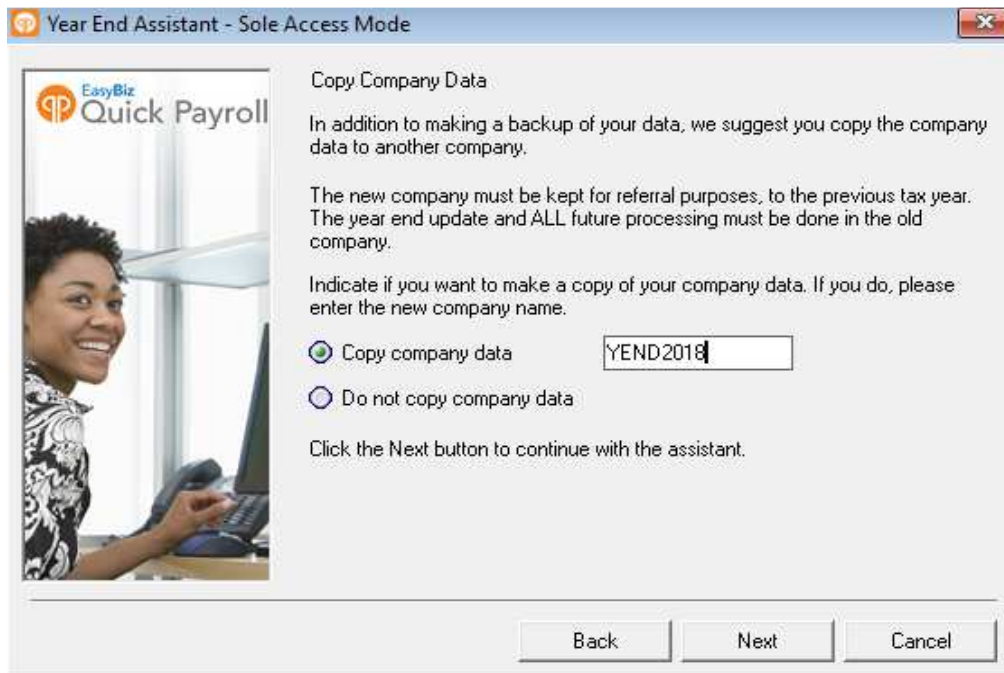 Year End Assistant - Sole Access Mode
EasyBiz
Quick Payroll
Copy Company Data
In addition to making a backup of your data, we suggest you copy the company
data to another company.
The new company must be kept for referral purposes, to the previous tax year.
The year end update and ALL future processing must be done in the old
company.
Indicate if you want to make a copy of your company data. If you do, please
enter the new company name.
Copy company data YEND2018
Do not copy company data
Click the Next button to continue with the assistant.
Back Next Cancel